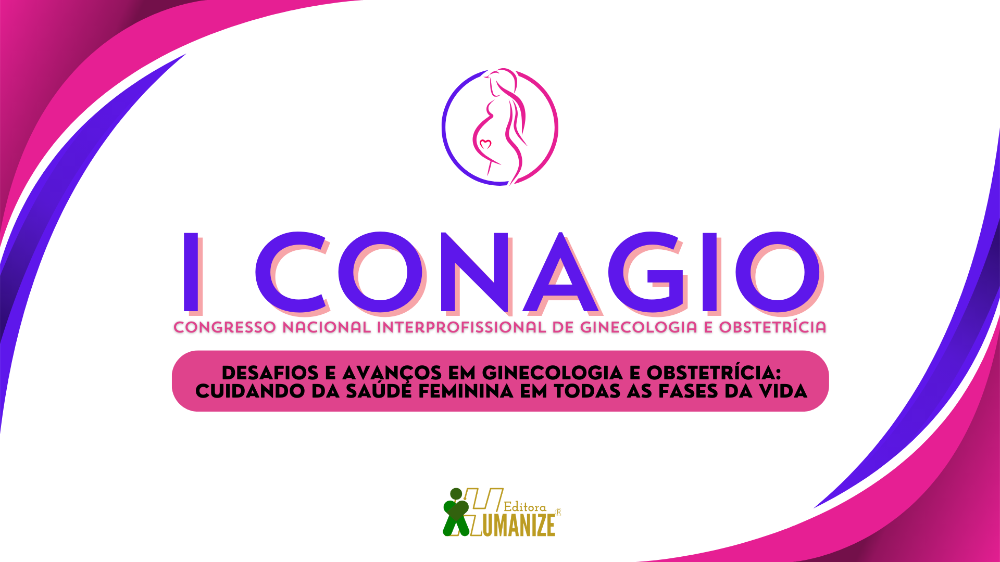 I CONAGIO
CONGRESSO NACIONAL INTERPROFISSIONAL DE GINECOLOGIA E OBSTETRÍCIA
DESAFIOS E AVANÇOS EM GINECOLOGIA E OBSTETRÍCIA:
CUIDANDO DA SAÚDE FEMININA EM TODAS AS FASES DA VIDA
Editora
HUMANIZE®